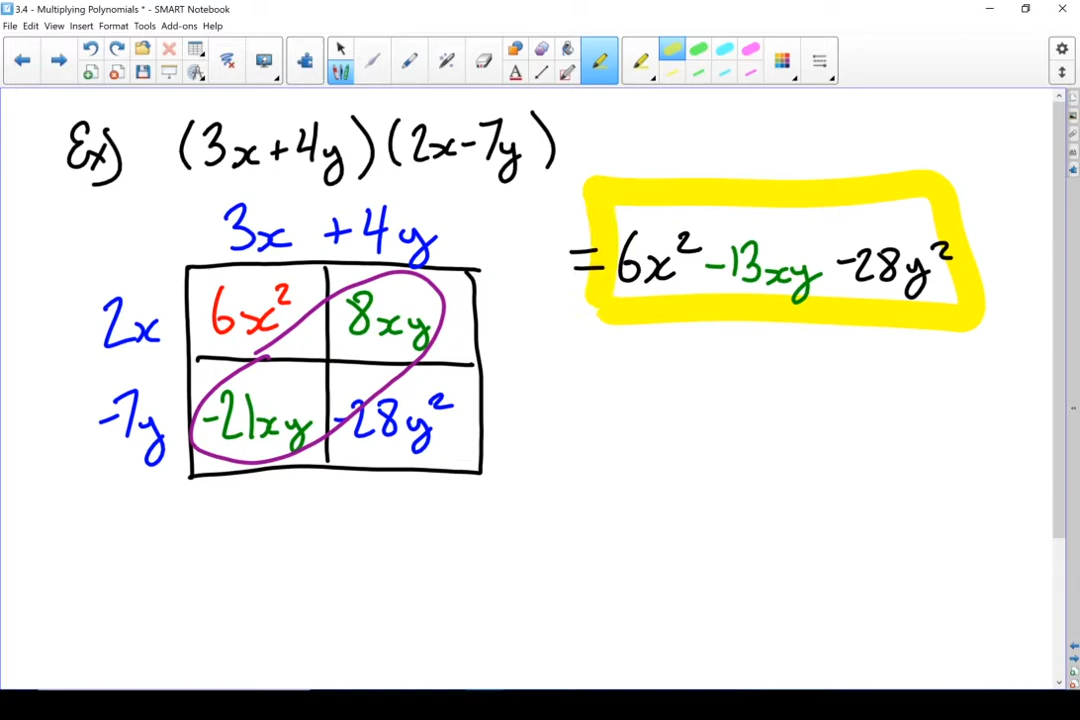 3.4 - Multiplying Polynomials * - SMART Notebook
File Edit View Insert Format Tools Add-ons Help
Ex) (3x+4y)(2x-7y)
3x +4y
= 6x² -13xy -28y²
2x 6x² 8xy
-7y -21xy -28y²